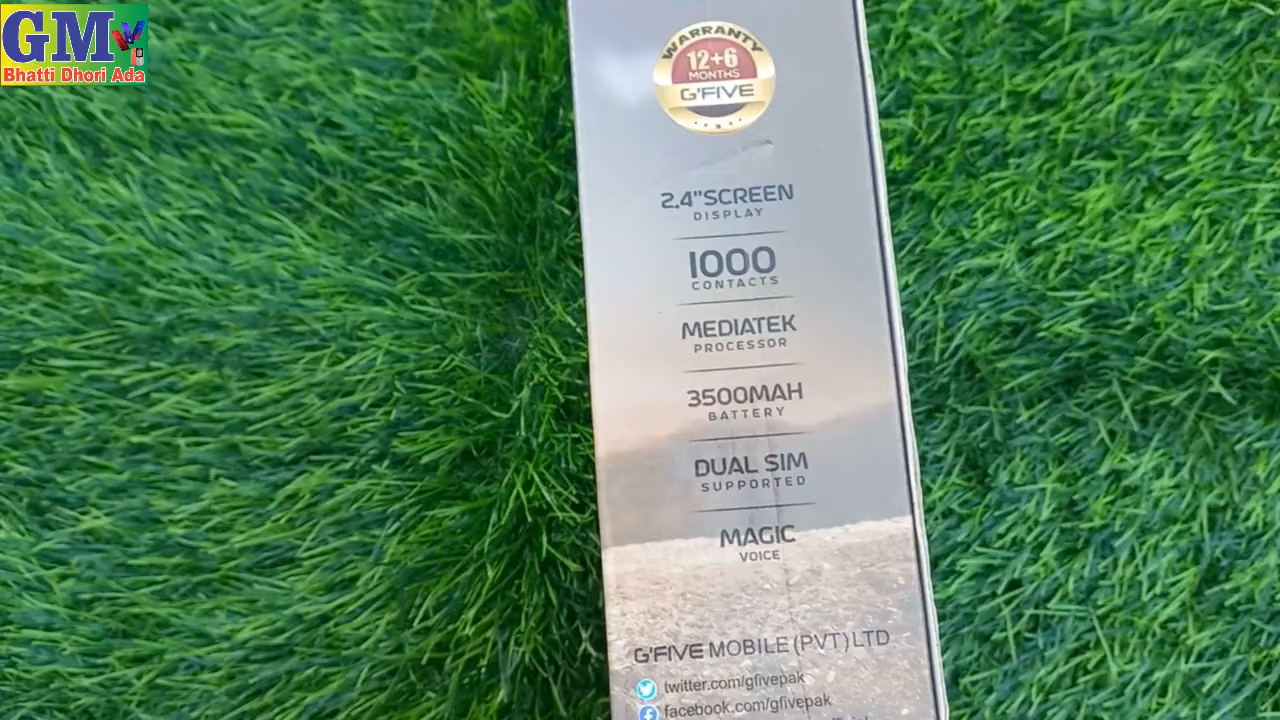 GM
Bhatti Dhori Ada
WARRANTY
12+6
MONTHS
G'FIVE
2.4"SCREEN
DISPLAY
1000
CONTACTS
MEDIATEK
PROCESSOR
3500MAH
BATTERY
DUAL SIM
SUPPORTED
MAGIC
VOICE
G'FIVE MOBILE (PVT) LTD
twitter.com/gfivepak
facebook.com/gfivepak